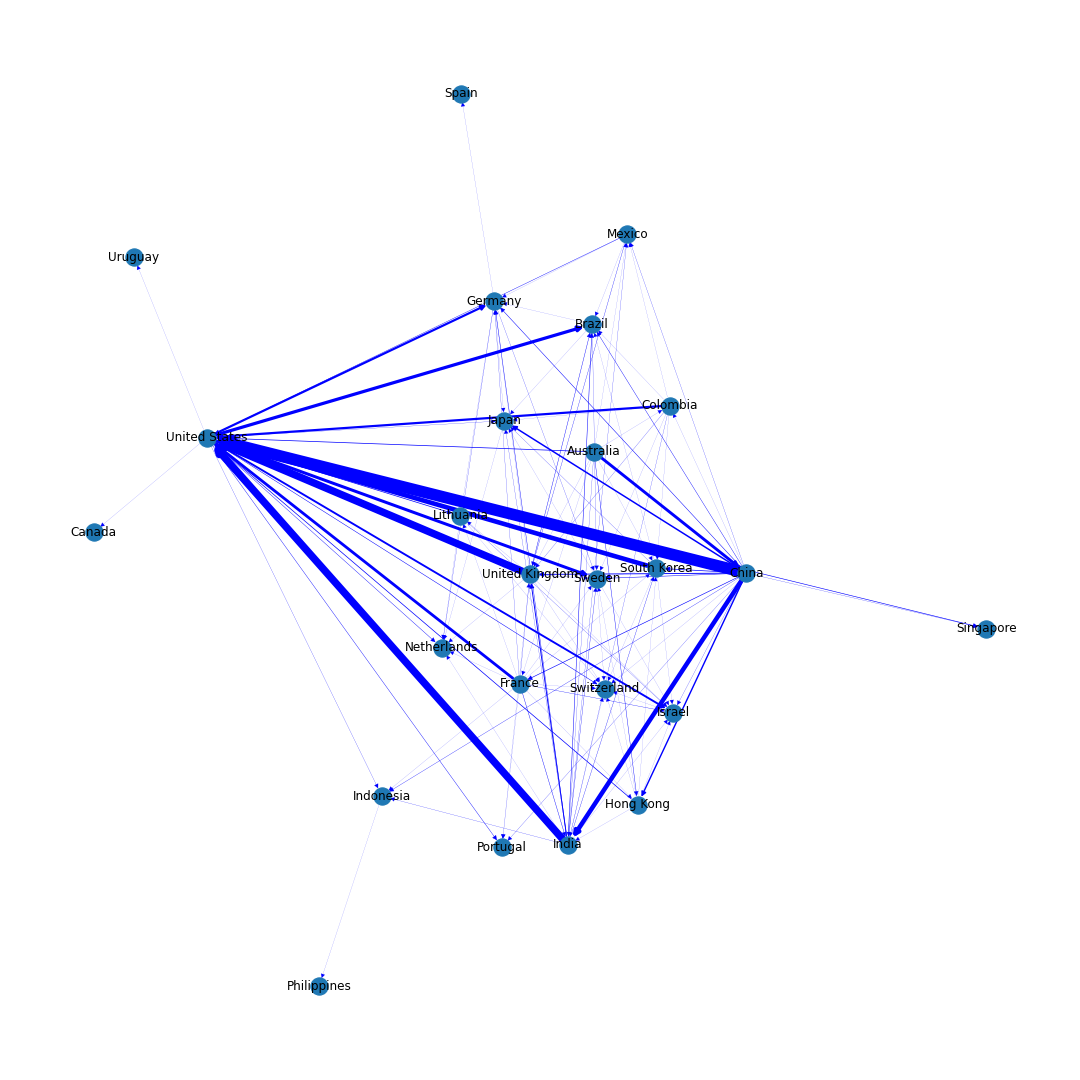 Spain
Mexico
Uruguay
Germany
Brazil
Colombia
Japan
United States
Australia
Lithuania
Canada
South Korea
China
United Kingdom
Sweden
Singapore
Netherlands
France
Switzerland
Israel
Indonesia
Hong Kong
India
Portugal
Philippines